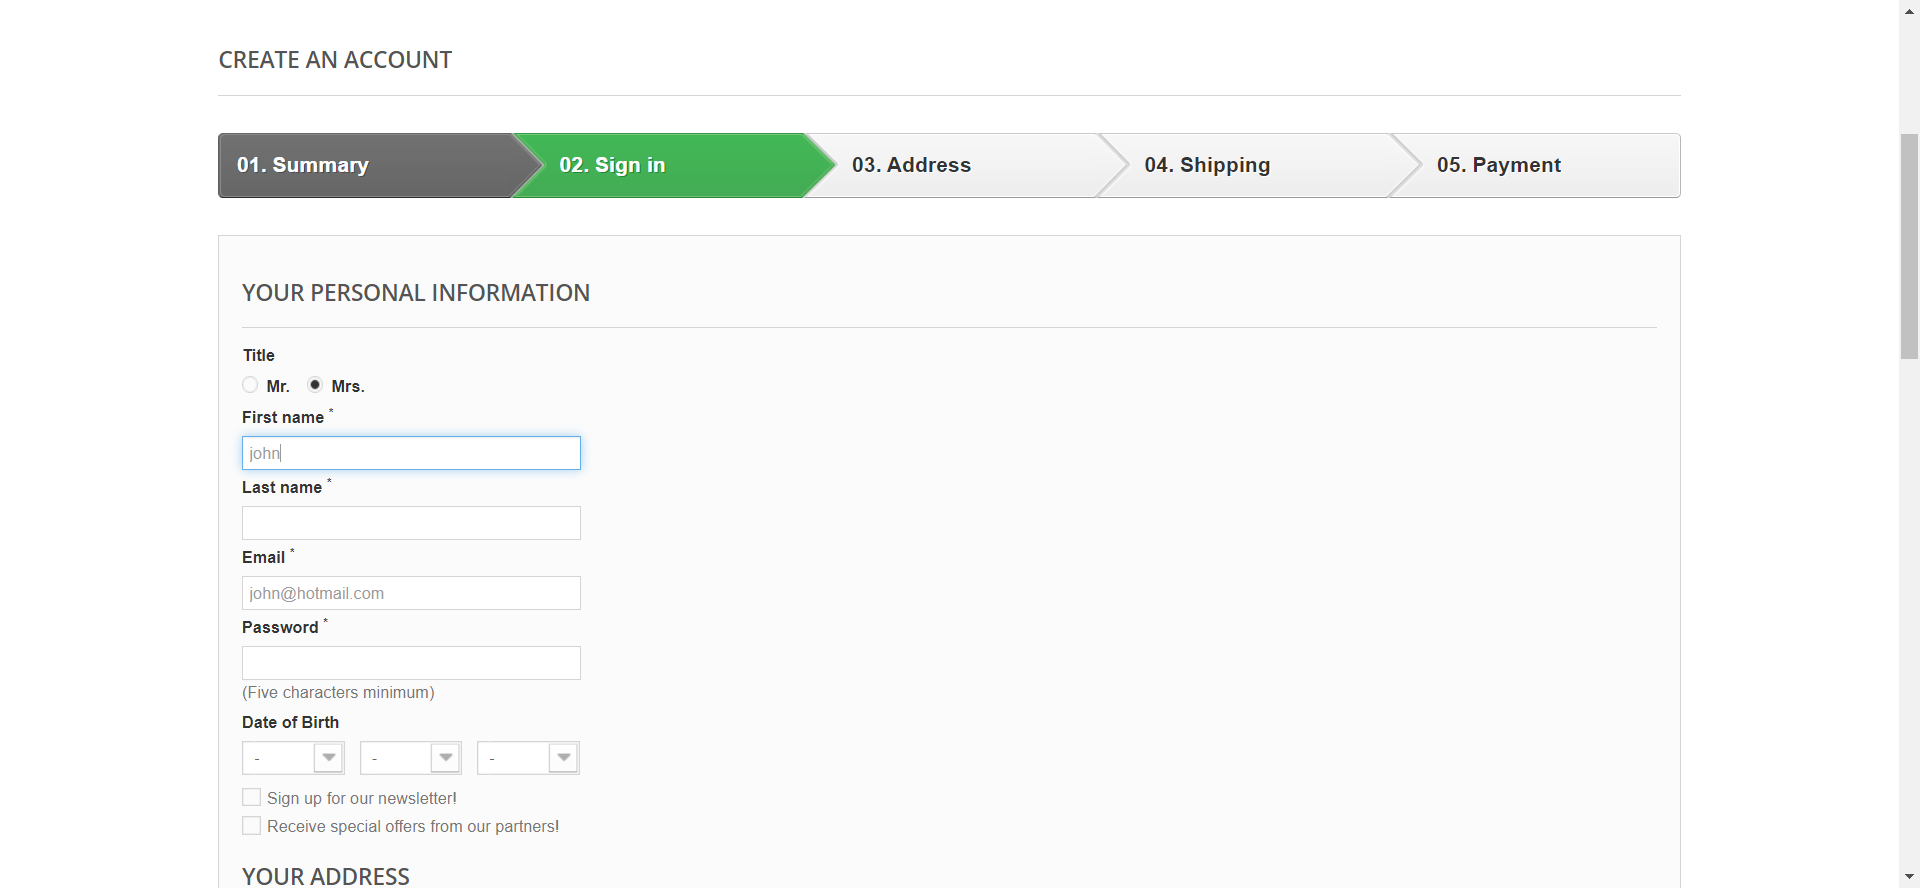 CREATE AN ACCOUNT
01. Summary 02. Sign in 03. Address 04. Shipping 05. Payment
YOUR PERSONAL INFORMATION
Title
Mr. Mrs.
First name *
john
Last name *
Email *
john@hotmail.com
Password *
(Five characters minimum)
Date of Birth
- - -
Sign up for our newsletter!
Receive special offers from our partners!
YOUR ADDRESS